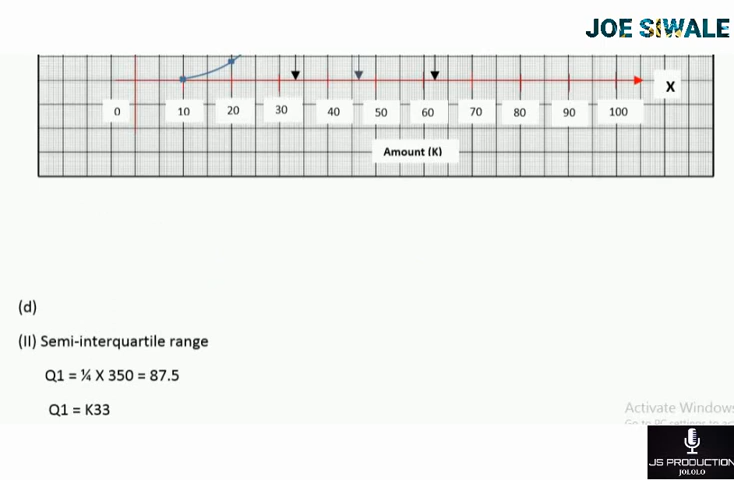 JOE SIWALE
X
0 10 20 30 40 50 60 70 80 90 100
Amount (K)
(d)
(II) Semi-interquartile range
Q1 = ¼ X 350 = 87.5
Q1 = K33
Activate Windows
JS PRODUCTION
JOLOLO